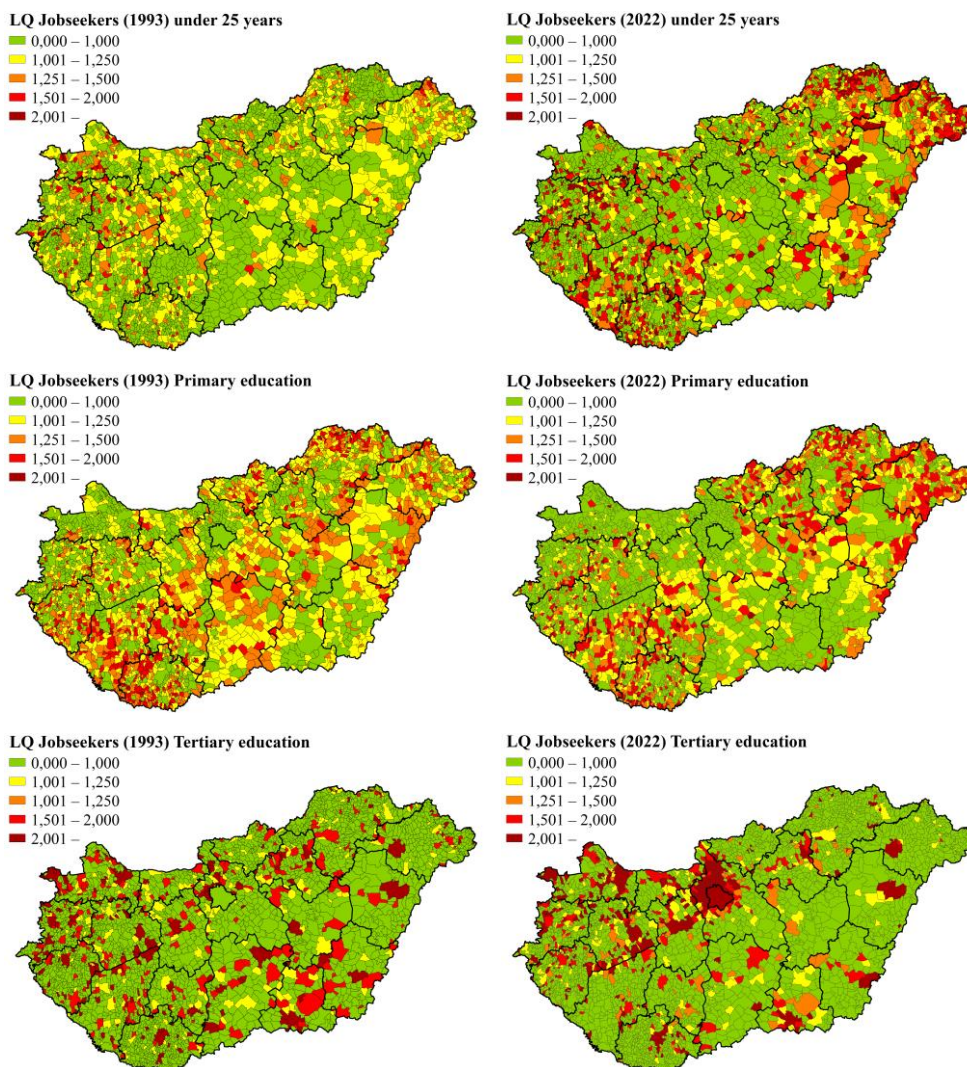 LQ Jobseekers (1993) under 25 years
0,000 – 1,000
1,001 – 1,250
1,251 – 1,500
1,501 – 2,000
2,001 –
LQ Jobseekers (2022) under 25 years
0,000 – 1,000
1,001 – 1,250
1,251 – 1,500
1,501 – 2,000
2,001 –
LQ Jobseekers (1993) Primary education
0,000 – 1,000
1,001 – 1,250
1,251 – 1,500
1,501 – 2,000
2,001 –
LQ Jobseekers (2022) Primary education
0,000 – 1,000
1,001 – 1,250
1,251 – 1,500
1,501 – 2,000
2,001 –
LQ Jobseekers (1993) Tertiary education
0,000 – 1,000
1,001 – 1,250
1,001 – 1,250
1,501 – 2,000
2,001 –
LQ Jobseekers (2022) Tertiary education
0,000 – 1,000
1,001 – 1,250
1,251 – 1,500
1,501 – 2,000
2,001 –